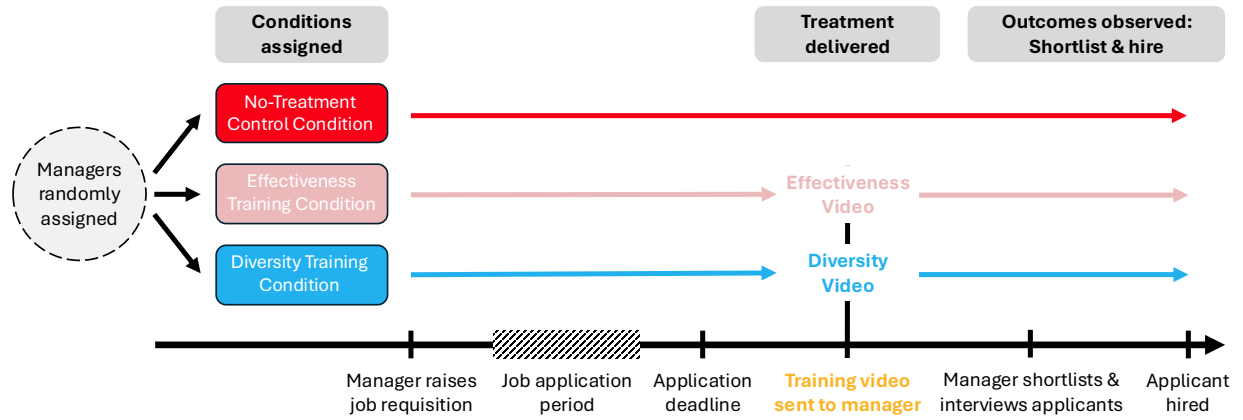 Conditions
assigned
Treatment
delivered
Outcomes observed:
Shortlist & hire
Managers
randomly
assigned
No-Treatment
Control Condition
Effectiveness
Training Condition
Effectiveness
Video
Diversity Training
Condition
Diversity
Video
Manager raises
job requisition
Job application
period
Application
deadline
Training video
sent to manager
Manager shortlists &
interviews applicants
Applicant
hired